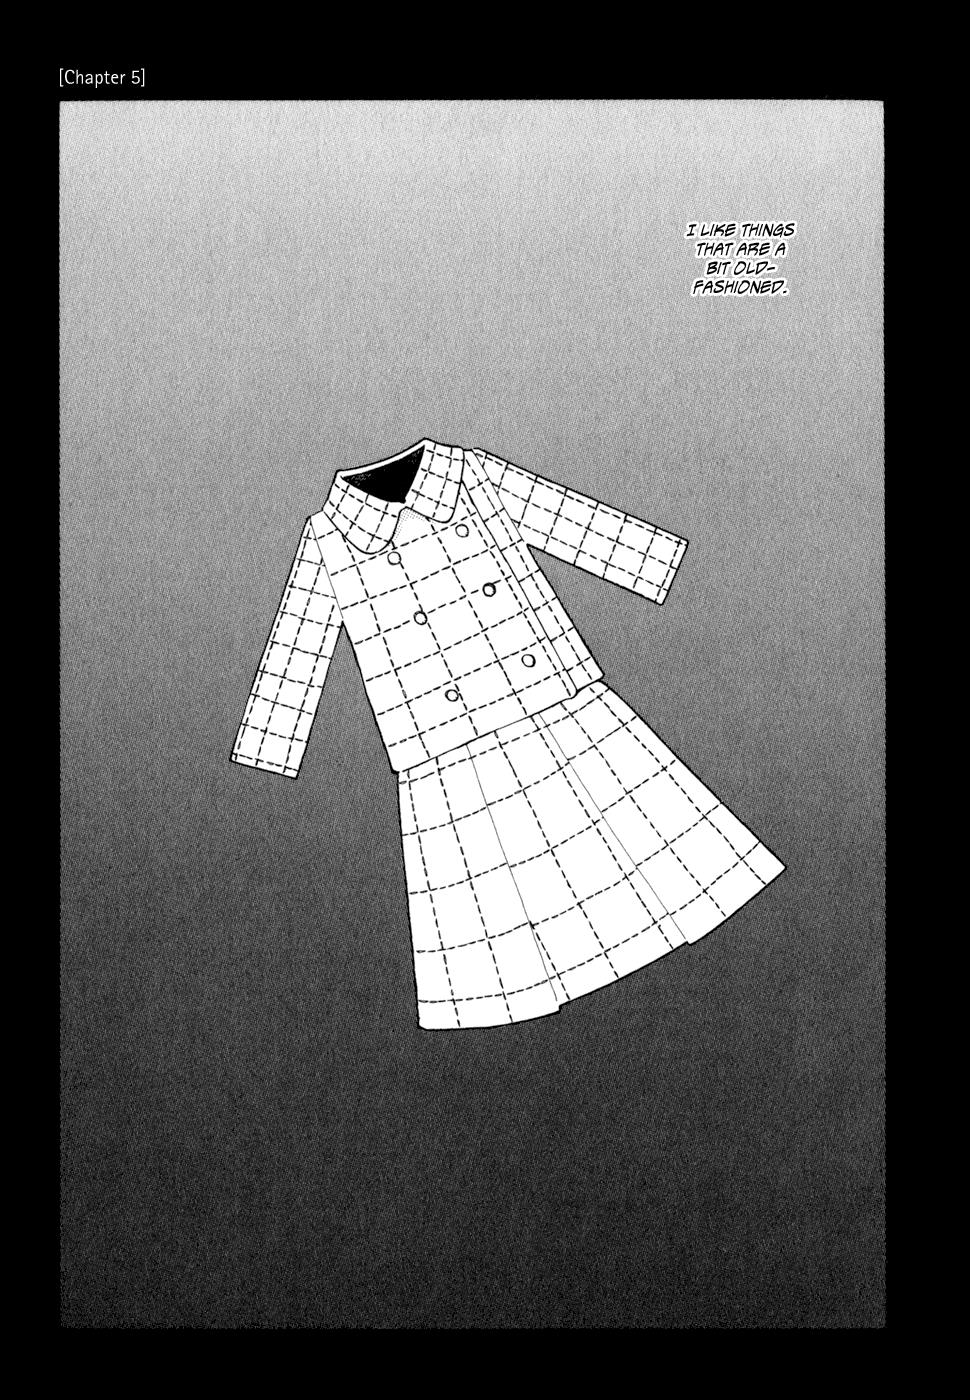 [Chapter 5]
I LIKE THINGS
THAT ARE A
BIT OLD-
FASHIONED.